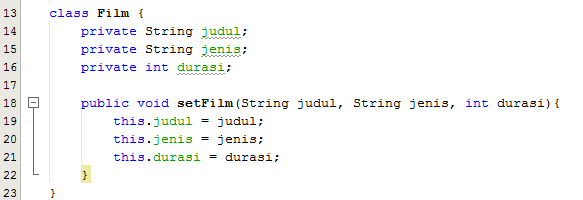 13 class Film {
14     private String judul;
15     private String jenis;
16     private int durasi;
17
18     public void setFilm(String judul, String jenis, int durasi){
19         this.judul = judul;
20         this.jenis = jenis;
21         this.durasi = durasi;
22     }
23 }